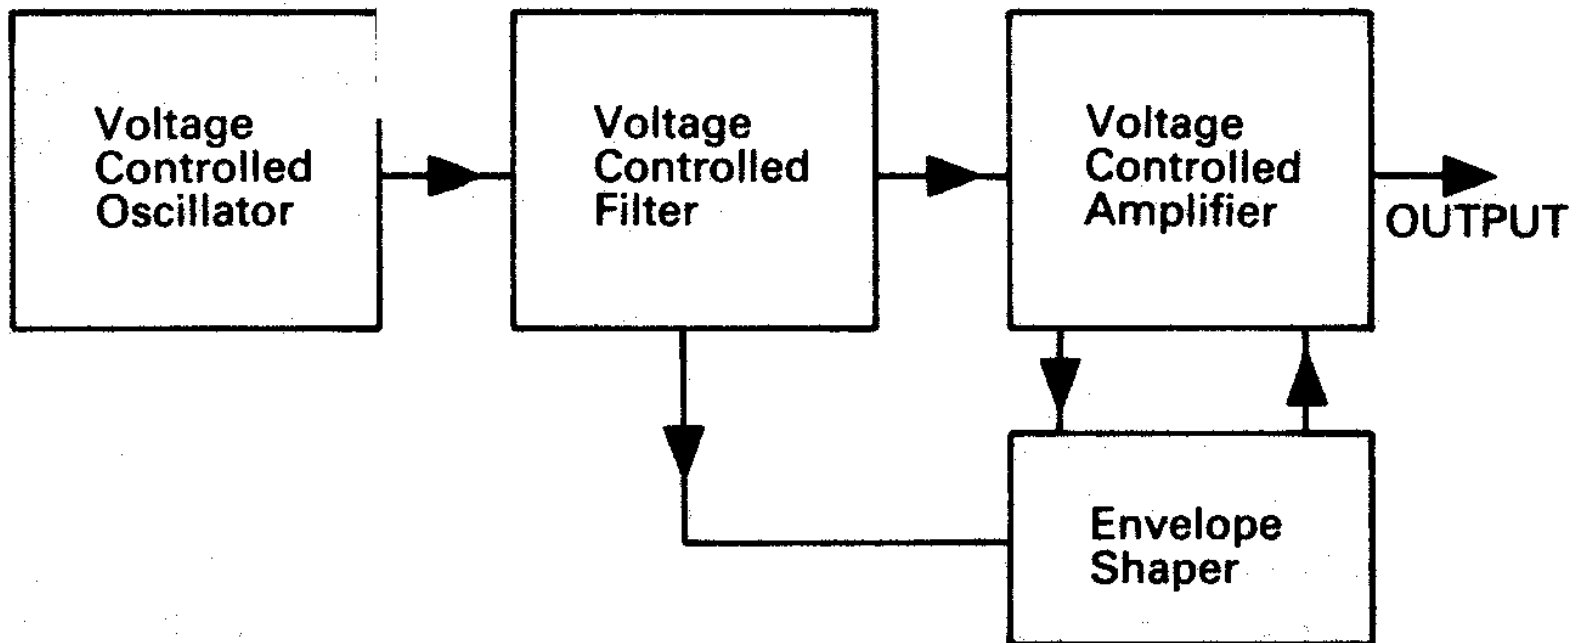 Voltage
Controlled
Oscillator
Voltage
Controlled
Filter
Voltage
Controlled
Amplifier
OUTPUT
Envelope
Shaper